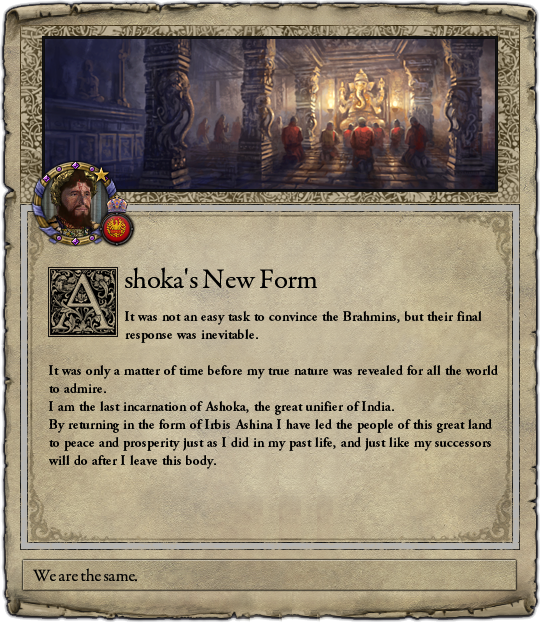 Ashoka's New Form
It was not an easy task to convince the Brahmins, but their final
response was inevitable.
It was only a matter of time before my true nature was revealed for all the world
to admire.
I am the last incarnation of Ashoka, the great unifier of India.
By returning in the form of Irbis Ashina I have led the people of this great land
to peace and prosperity just as I did in my past life, and just like my successors
will do after I leave this body.
We are the same.